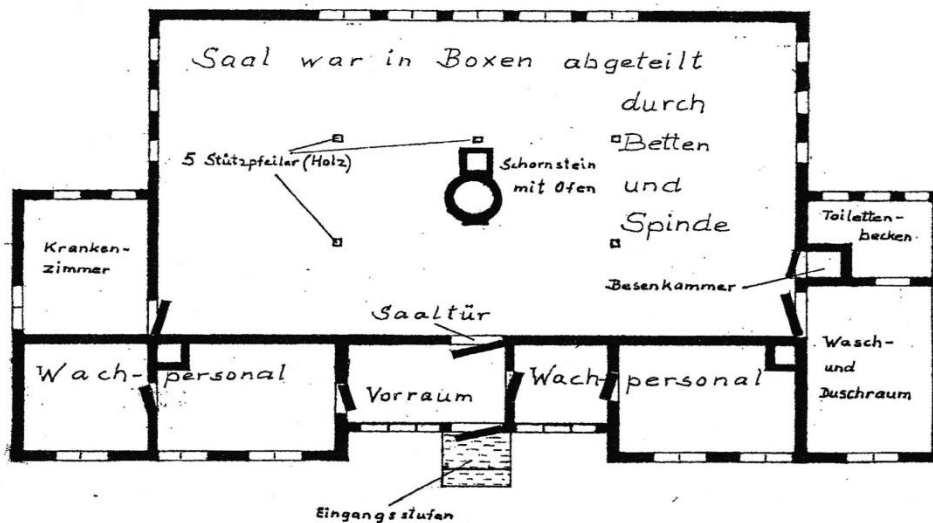 Saal war in Boxen abgeteilt
durch
Betten
und
Spinde
5 Stützpfeiler (Holz)
Schornstein
mit Ofen
Kranken-
zimmer
Toiletten-
becken
Besenkammer
Saaltür
Wach-personal
Vorraum
Wach-personal
Wasch-
und
Duschraum
Eingangsstufen